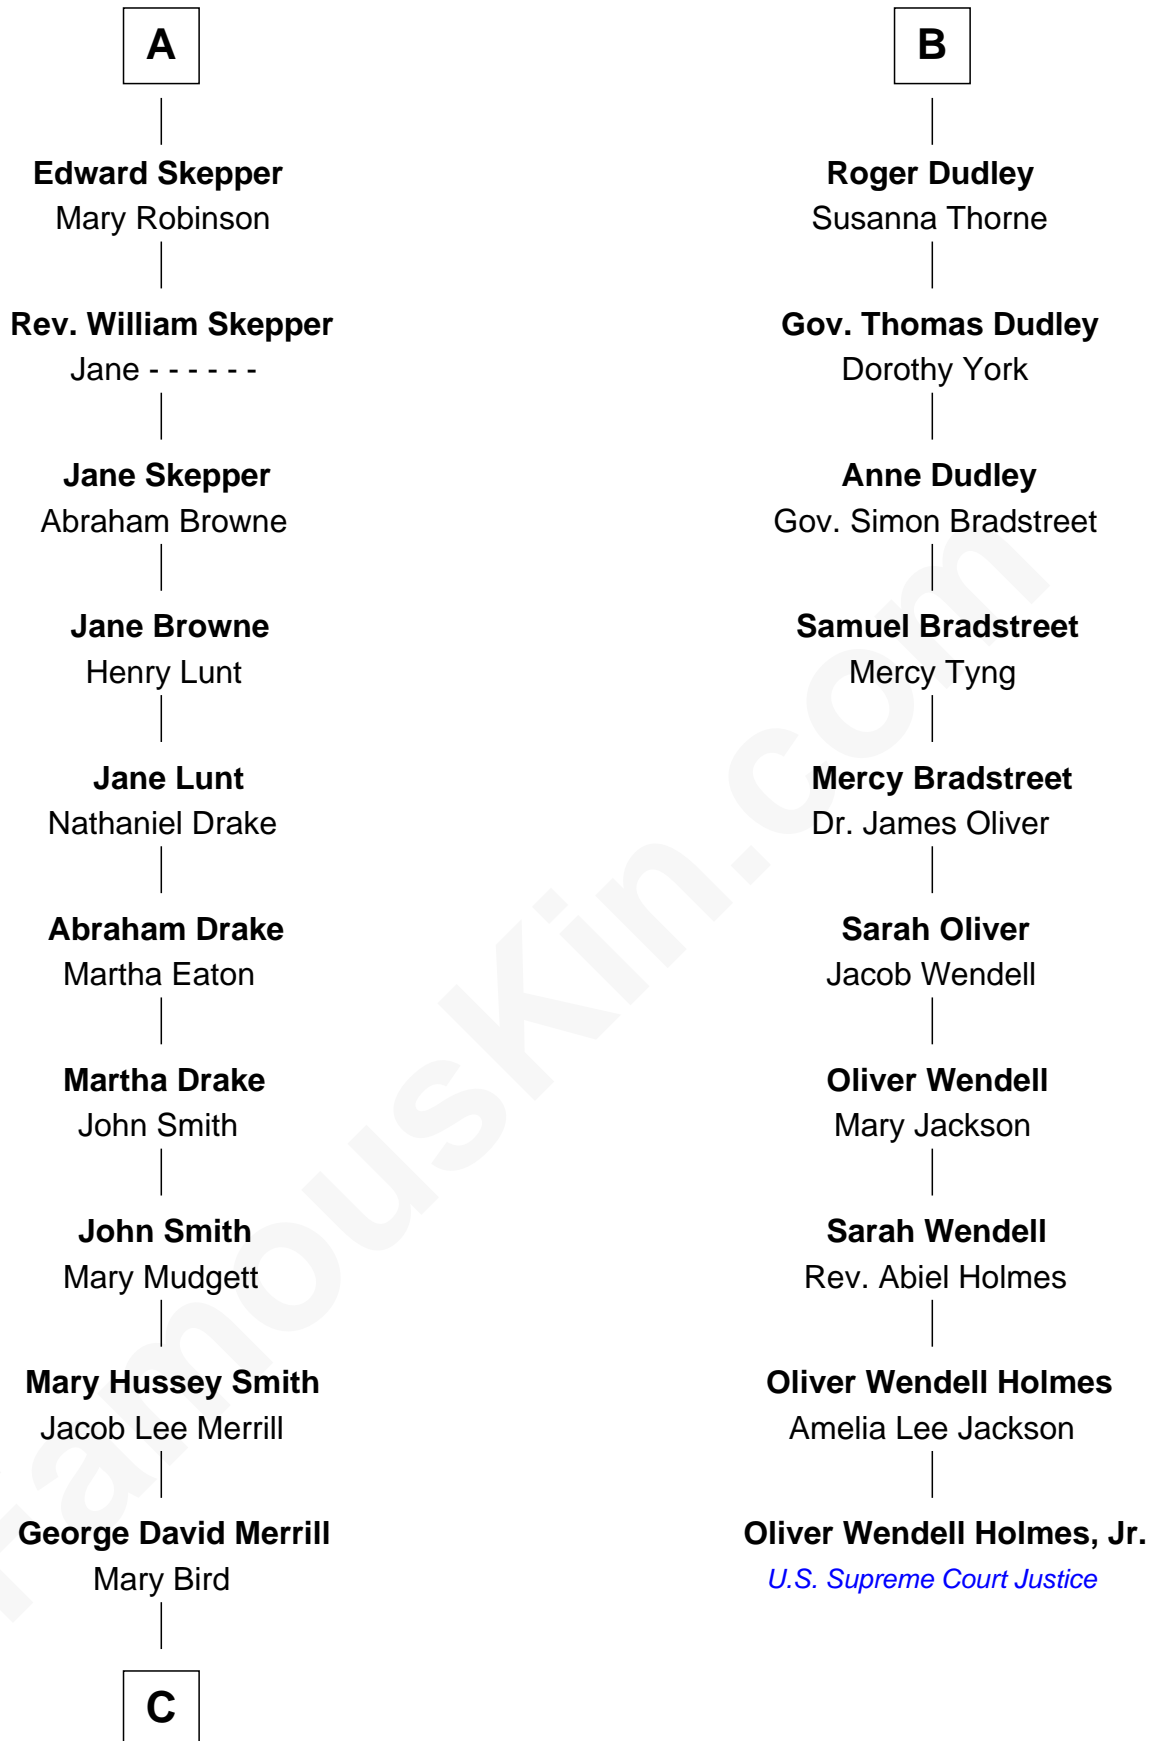 A
Edward Skepper
Mary Robinson
Rev. William Skepper
Jane - - - - - -
Jane Skepper
Abraham Browne
Jane Browne
Henry Lunt
Jane Lunt
Nathaniel Drake
Abraham Drake
Martha Eaton
Martha Drake
John Smith
John Smith
Mary Mudgett
Mary Hussey Smith
Jacob Lee Merrill
George David Merrill
Mary Bird
C
B
Roger Dudley
Susanna Thorne
Gov. Thomas Dudley
Dorothy York
Anne Dudley
Gov. Simon Bradstreet
Samuel Bradstreet
Mercy Tyng
Mercy Bradstreet
Dr. James Oliver
Sarah Oliver
Jacob Wendell
Oliver Wendell
Mary Jackson
Sarah Wendell
Rev. Abiel Holmes
Oliver Wendell Holmes
Amelia Lee Jackson
Oliver Wendell Holmes, Jr.
U.S. Supreme Court Justice
FamousKin.com